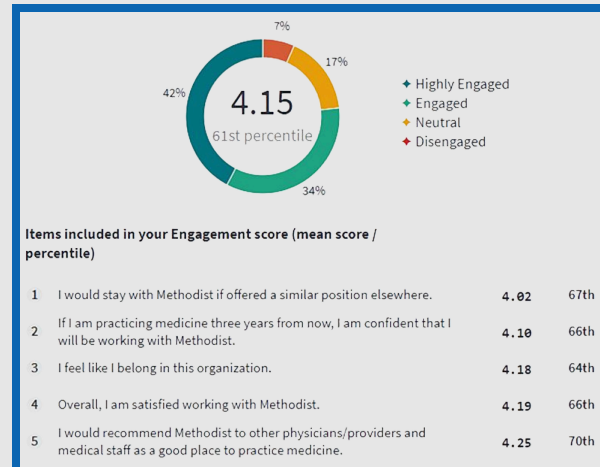 7%
17%
42%
4.15
61st percentile
34%
Highly Engaged
Engaged
Neutral
Disengaged
Items included in your Engagement score (mean score /
percentile)
1 I would stay with Methodist if offered a similar position elsewhere. 4.02 67th
2 If I am practicing medicine three years from now, I am confident that I
will be working with Methodist. 4.10 66th
3 I feel like I belong in this organization. 4.18 64th
4 Overall, I am satisfied working with Methodist. 4.19 66th
5 I would recommend Methodist to other physicians/providers and
medical staff as a good place to practice medicine. 4.25 70th